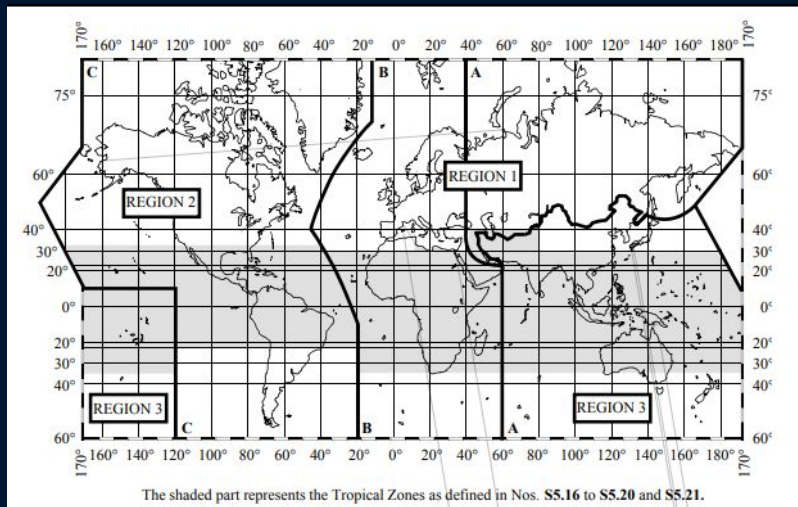 170° 160° 140° 120° 100° 80° 60° 40° 20° 0° 20° 40° 60° 80° 100° 120° 140° 160° 180° 170°
C B A
75° 75°
60° 60°
REGION 1
REGION 2
40° 40°
30° 30°
20° 20°
0° 0°
20° 20°
30° 30°
40° 40°
REGION 3 REGION 3
C B A
60° 60°
170° 160° 140° 120° 100° 80° 60° 40° 20° 0° 20° 40° 60° 80° 100° 120° 140° 160° 180° 170°
The shaded part represents the Tropical Zones as defined in Nos. S5.16 to S5.20 and S5.21.